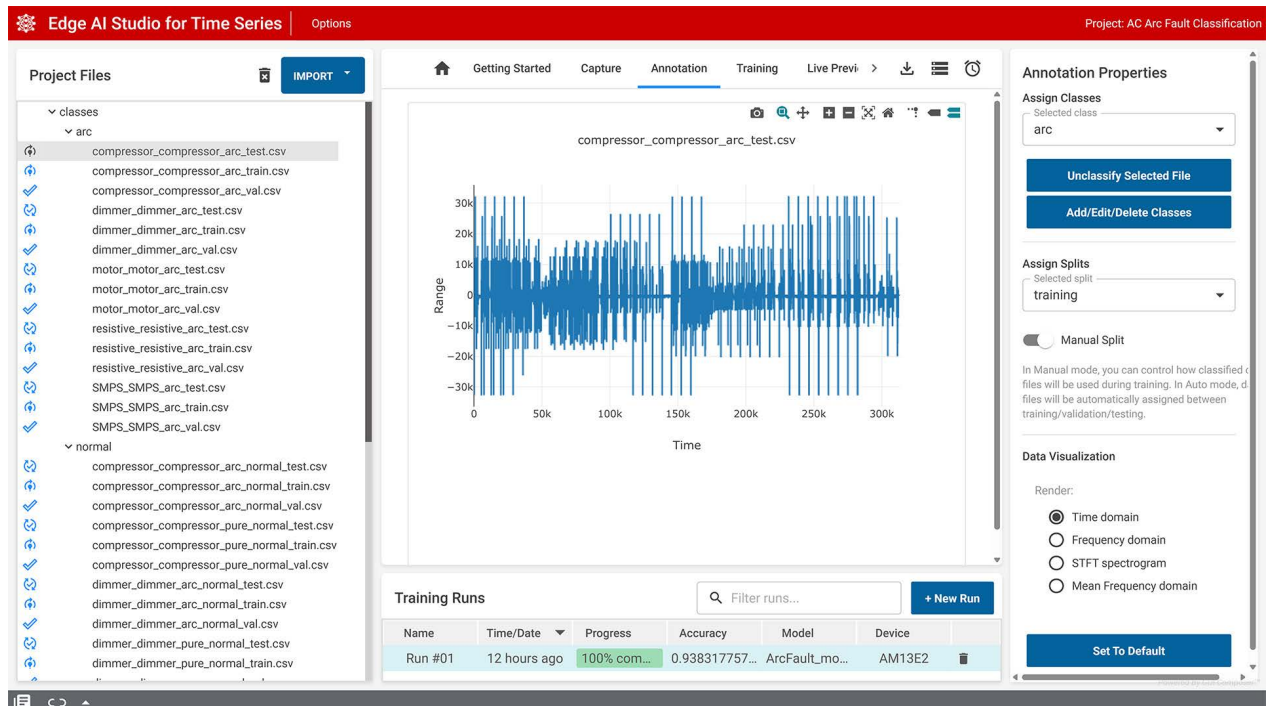 Edge AI Studio for Time Series
Options
Project: AC Arc Fault Classification
Project Files
IMPORT
classes
arc
compressor_compressor_arc_test.csv
compressor_compressor_arc_train.csv
compressor_compressor_arc_val.csv
dimmer_dimmer_arc_test.csv
dimmer_dimmer_arc_train.csv
dimmer_dimmer_arc_val.csv
motor_motor_arc_test.csv
motor_motor_arc_train.csv
motor_motor_arc_val.csv
resistive_resistive_arc_test.csv
resistive_resistive_arc_train.csv
resistive_resistive_arc_val.csv
SMPS_SMPS_arc_test.csv
SMPS_SMPS_arc_train.csv
SMPS_SMPS_arc_val.csv
normal
compressor_compressor_arc_normal_test.csv
compressor_compressor_arc_normal_train.csv
compressor_compressor_arc_normal_val.csv
compressor_compressor_pure_normal_test.csv
compressor_compressor_pure_normal_train.csv
compressor_compressor_pure_normal_val.csv
dimmer_dimmer_arc_normal_test.csv
dimmer_dimmer_arc_normal_train.csv
dimmer_dimmer_arc_normal_val.csv
dimmer_dimmer_pure_normal_test.csv
dimmer_dimmer_pure_normal_train.csv
Getting Started Capture Annotation Training Live Previ
compressor_compressor_arc_test.csv
30k
20k
10k
0
−10k
−20k
−30k
Range
0 50k 100k 150k 200k 250k 300k
Time
Training Runs
Filter runs...
+ New Run
Name Time/Date Progress Accuracy Model Device
Run #01 12 hours ago 100% com... 0.938317757... ArcFault_mo... AM13E2
Annotation Properties
Assign Classes
Selected class
arc
Unclassify Selected File
Add/Edit/Delete Classes
Assign Splits
Selected split
training
Manual Split
In Manual mode, you can control how classified
files will be used during training. In Auto mode, d
files will be automatically assigned between
training/validation/testing.
Data Visualization
Render:
Time domain
Frequency domain
STFT spectrogram
Mean Frequency domain
Set To Default